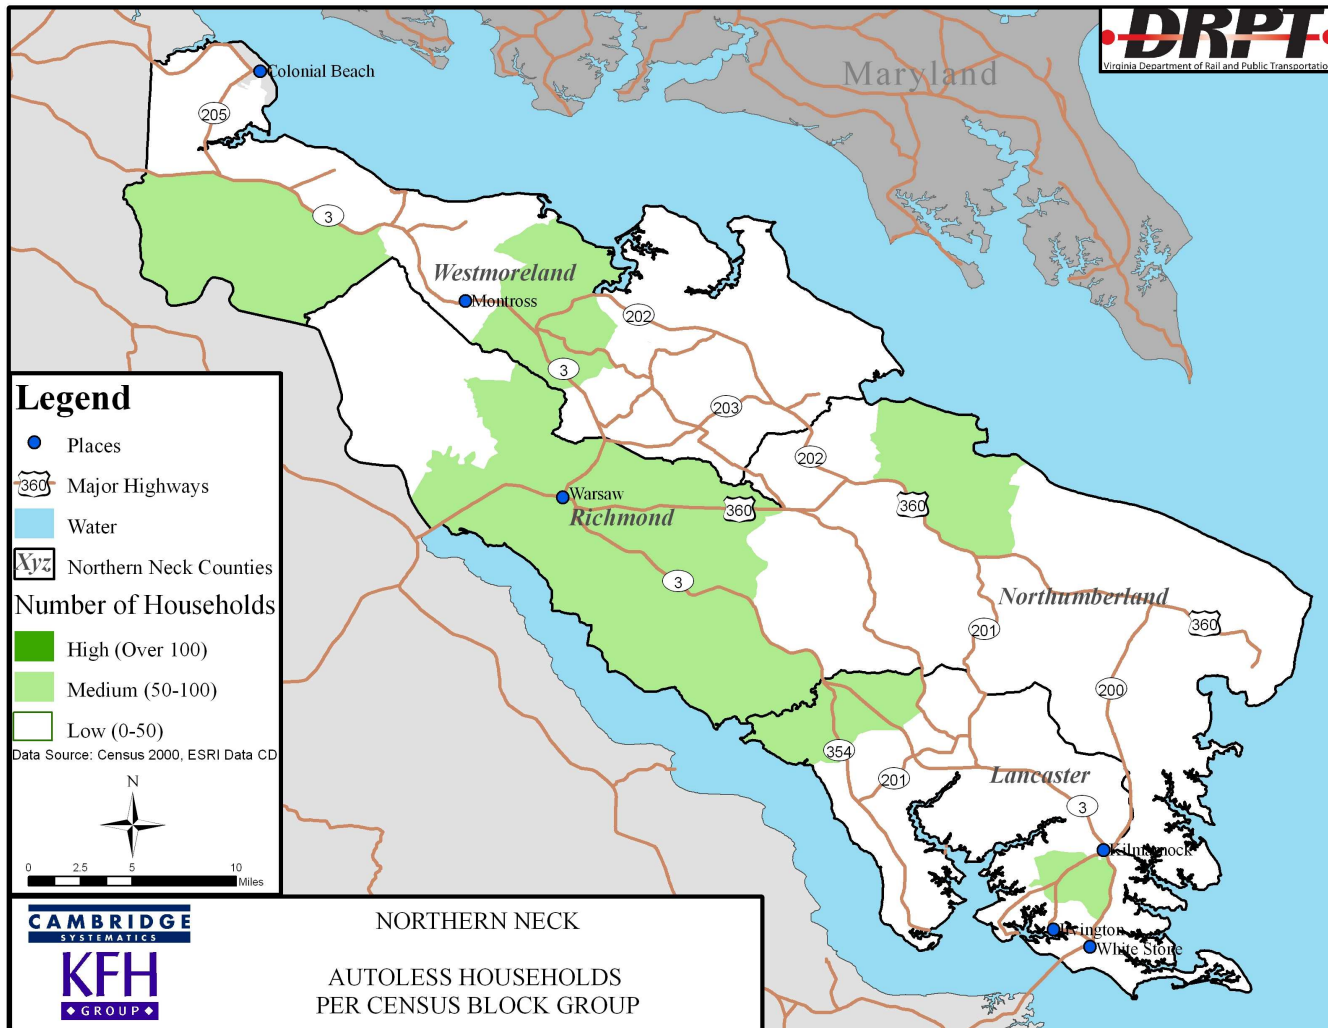 DRPT
Virginia Department of Rail and Public Transportation
Maryland
Colonial Beach
205
3
Westmoreland
Montross
202
3
203
202
Warsaw
Richmond
360
360
3
Northumberland
201
360
200
354
201
Lancaster
3
Kilmarnock
Irvington
White Stone
Legend
Places
360 Major Highways
Water
Xyz Northern Neck Counties
Number of Households
High (Over 100)
Medium (50-100)
Low (0-50)
Data Source: Census 2000, ESRI Data CD
N
0 2.5 5 10
Miles
CAMBRIDGE
SYSTEMATICS
KFH
GROUP
NORTHERN NECK
AUTOLESS HOUSEHOLDS
PER CENSUS BLOCK GROUP